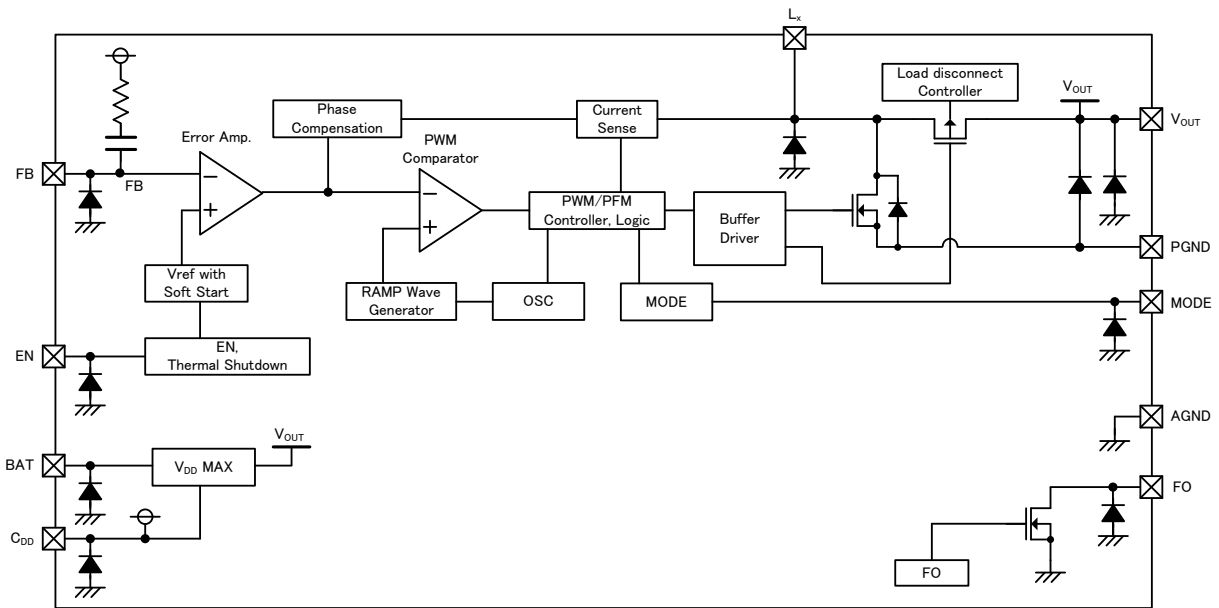 Lx
Load disconnect
Controller
VOUT
VOUT
Phase
Compensation
Current
Sense
Error Amp.
PWM
Comparator
FB
FB
−
+
−
+
PWM/PFM
Controller, Logic
Buffer
Driver
PGND
Vref with
Soft Start
RAMP Wave
Generator
OSC
MODE
MODE
EN
EN,
Thermal Shutdown
AGND
VOUT
BAT
VDD MAX
FO
CDD
FO